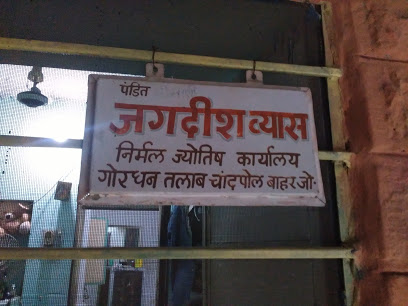 पंडित
जगदीश व्यास
निर्मल ज्योतिष कार्यालय
गोरधन तलाब चांदपोल बाहर जो॰